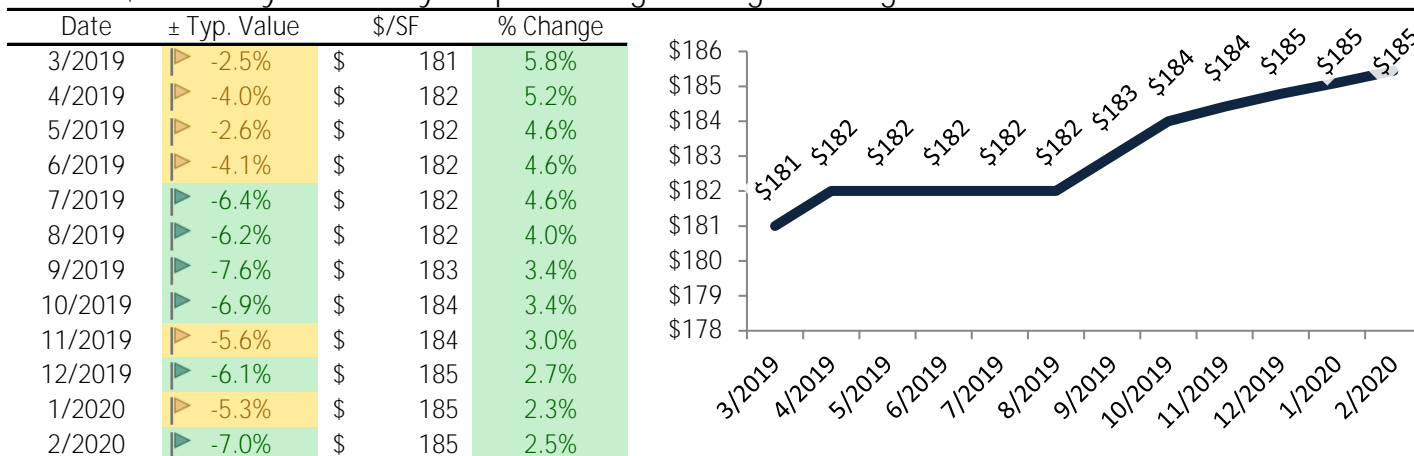 Date ± Typ. Value $/SF % Change
3/2019 -2.5% $ 181 5.8%
4/2019 -4.0% $ 182 5.2%
5/2019 -2.6% $ 182 4.6%
6/2019 -4.1% $ 182 4.6%
7/2019 -6.4% $ 182 4.6%
8/2019 -6.2% $ 182 4.0%
9/2019 -7.6% $ 183 3.4%
10/2019 -6.9% $ 184 3.4%
11/2019 -5.6% $ 184 3.0%
12/2019 -6.1% $ 185 2.7%
1/2020 -5.3% $ 185 2.3%
2/2020 -7.0% $ 185 2.5%
$186
$185
$184
$183
$182
$181
$180
$179
$178
$181 $182 $182 $182 $182 $182 $183 $184 $184 $185 $185 $185
3/2019 4/2019 5/2019 6/2019 7/2019 8/2019 9/2019 10/2019 11/2019 12/2019 1/2020 2/2020